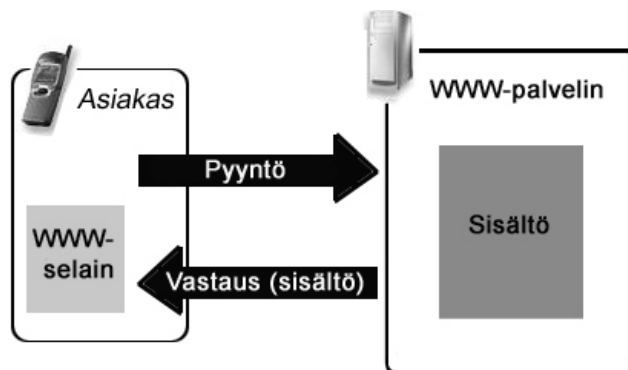 Asiakas
WWW-palvelin
Pyyntö
Sisältö
WWW-
selain
Vastaus (sisältö)